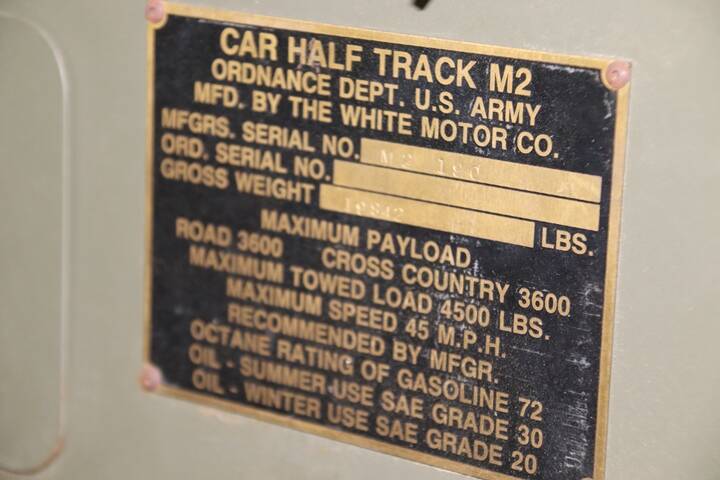 CAR HALF TRACK M2
ORDNANCE DEPT. U.S. ARMY
MFD. BY THE WHITE MOTOR CO.
MFGRS. SERIAL NO. M2 190
ORD. SERIAL NO.
GROSS WEIGHT LBS.
MAXIMUM PAYLOAD
ROAD 3600 CROSS COUNTRY 3600
MAXIMUM TOWED LOAD 4500 LBS.
MAXIMUM SPEED 45 M.P.H.
RECOMMENDED BY MFGR.
OCTANE RATING OF GASOLINE 72
OIL - SUMMER USE SAE GRADE 30
OIL - WINTER USE SAE GRADE 20